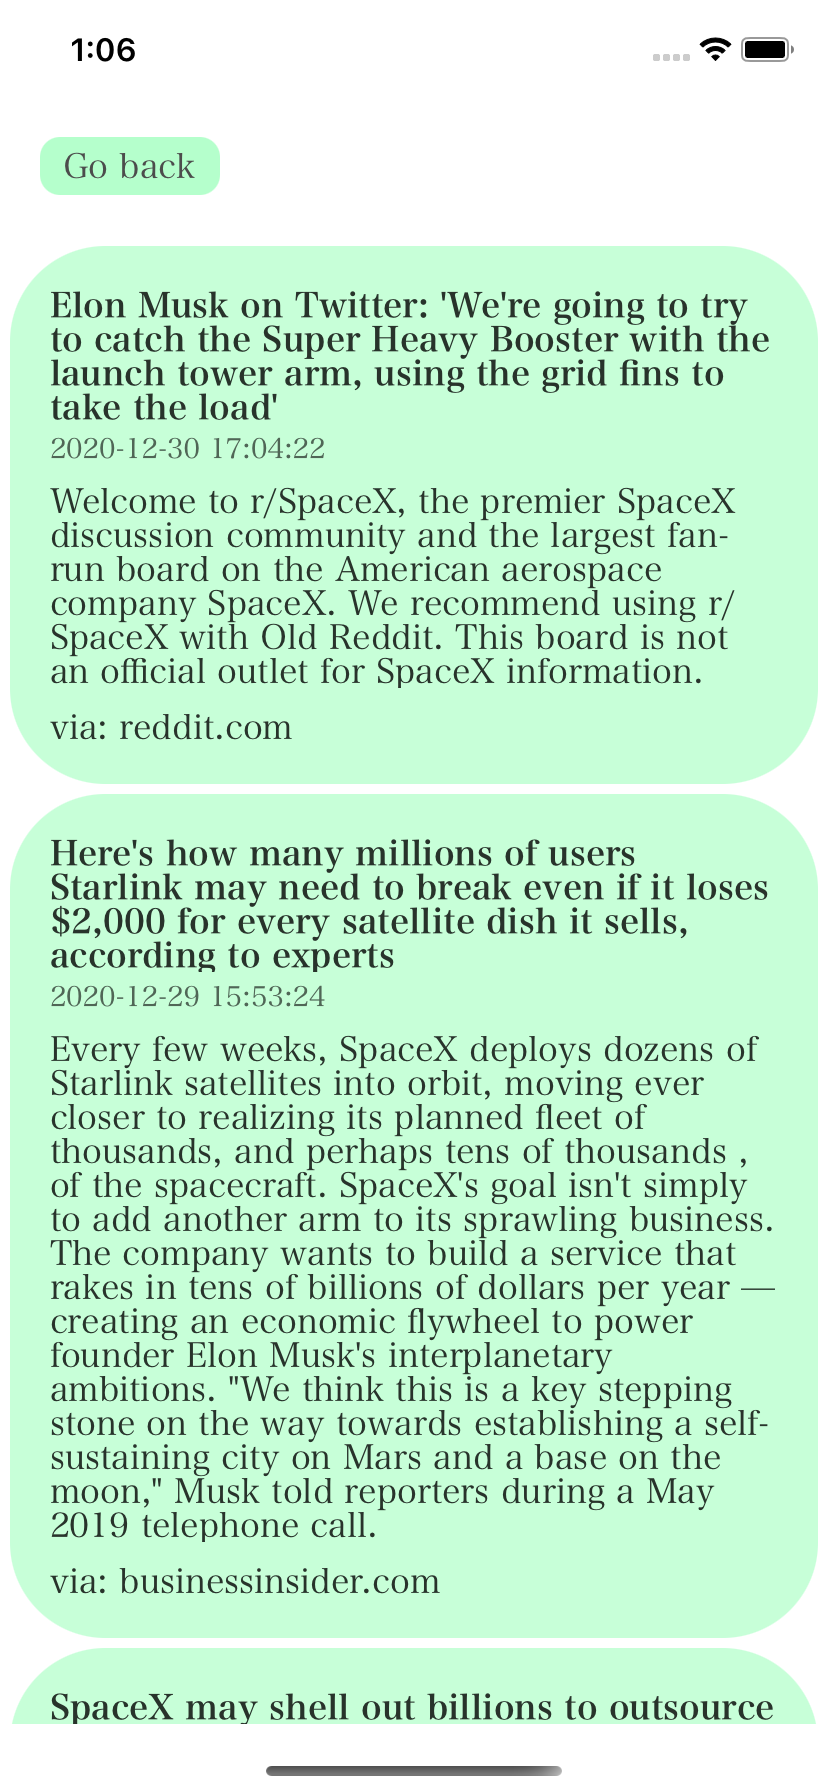 1:06
Go back
Elon Musk on Twitter: 'We're going to try
to catch the Super Heavy Booster with the
launch tower arm, using the grid fins to
take the load'
2020-12-30 17:04:22
Welcome to r/SpaceX, the premier SpaceX
discussion community and the largest fan-
run board on the American aerospace
company SpaceX. We recommend using r/
SpaceX with Old Reddit. This board is not
an official outlet for SpaceX information.
via: reddit.com
Here's how many millions of users
Starlink may need to break even if it loses
$2,000 for every satellite dish it sells,
according to experts
2020-12-29 15:53:24
Every few weeks, SpaceX deploys dozens of
Starlink satellites into orbit, moving ever
closer to realizing its planned fleet of
thousands, and perhaps tens of thousands ,
of the spacecraft. SpaceX's goal isn't simply
to add another arm to its sprawling business.
The company wants to build a service that
rakes in tens of billions of dollars per year —
creating an economic flywheel to power
founder Elon Musk's interplanetary
ambitions. "We think this is a key stepping
stone on the way towards establishing a self-
sustaining city on Mars and a base on the
moon," Musk told reporters during a May
2019 telephone call.
via: businessinsider.com
SpaceX may shell out billions to outsource